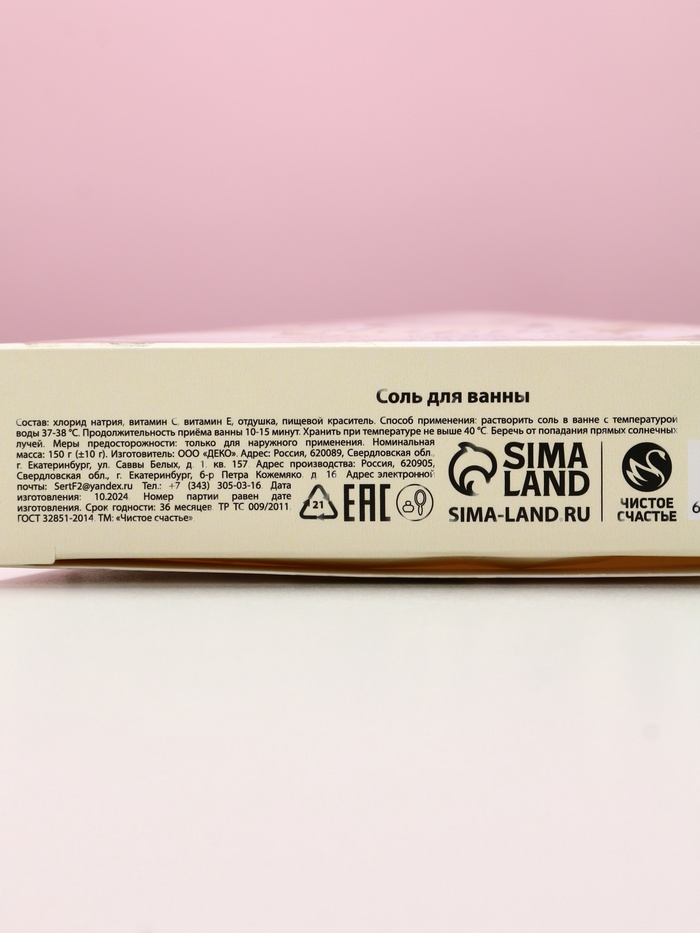 Соль для ванны
Состав: хлорид натрия, витамин С, витамин Е, отдушка, пищевой краситель. Способ применения: растворить соль в ванне с температурой
воды 37-38 °С. Продолжительность приёма ванны 10-15 минут. Хранить при температуре не выше 40 °С. Беречь от попадания прямых солнечных
лучей. Меры предосторожности: только для наружного применения. Номинальная
масса: 150 г (±10 г). Изготовитель: ООО «ДЕКО». Адрес: Россия, 620089, Свердловская обл.
г. Екатеринбург, ул. Саввы Белых, д 1 кв. 157 Адрес производства: Россия, 620905,
Свердловская обл., г. Екатеринбург, б-р Петра Кожемяко д 16 Адрес электронной
почты: SertF2@yandex.ru Тел.: +7 (343) 305-03-16 Дата
изготовления: 10.2024 Номер партии равен дате
изготовления. Срок годности: 36 месяцев ТР ТС 009/2011
ГОСТ 32851-2014 ТМ: «Чистое счастье»
21
ЕАС
SIMA
LAND
SIMA-LAND.RU
ЧИСТОЕ
СЧАСТЬЕ
6